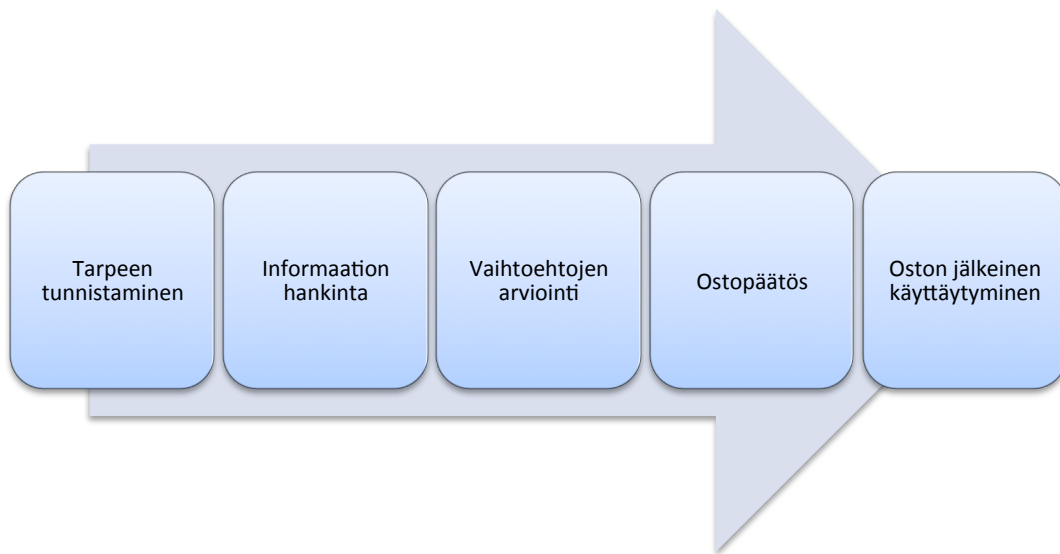 Tarpeen
tunnistaminen
Informaation
hankinta
Vaihtoehtojen
arviointi
Ostopäätös
Oston jälkeinen
käyttäytyminen